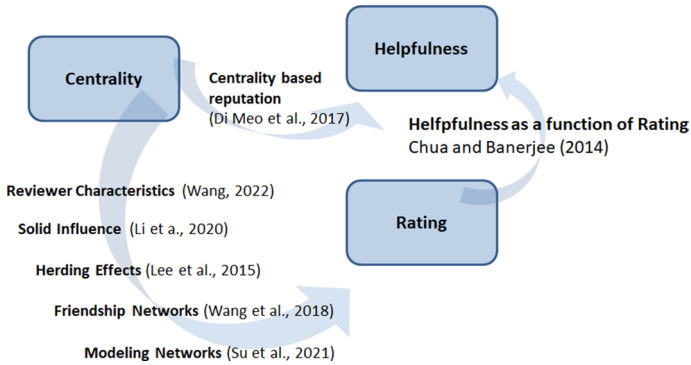 Centrality
Centrality based
reputation
(Di Meo et al., 2017)
Helpfulness
Helfpfulness as a function of Rating
Chua and Banerjee (2014)
Rating
Reviewer Characteristics (Wang, 2022)
Solid Influence (Li et a., 2020)
Herding Effects (Lee et al., 2015)
Friendship Networks (Wang et al., 2018)
Modeling Networks (Su et al., 2021)